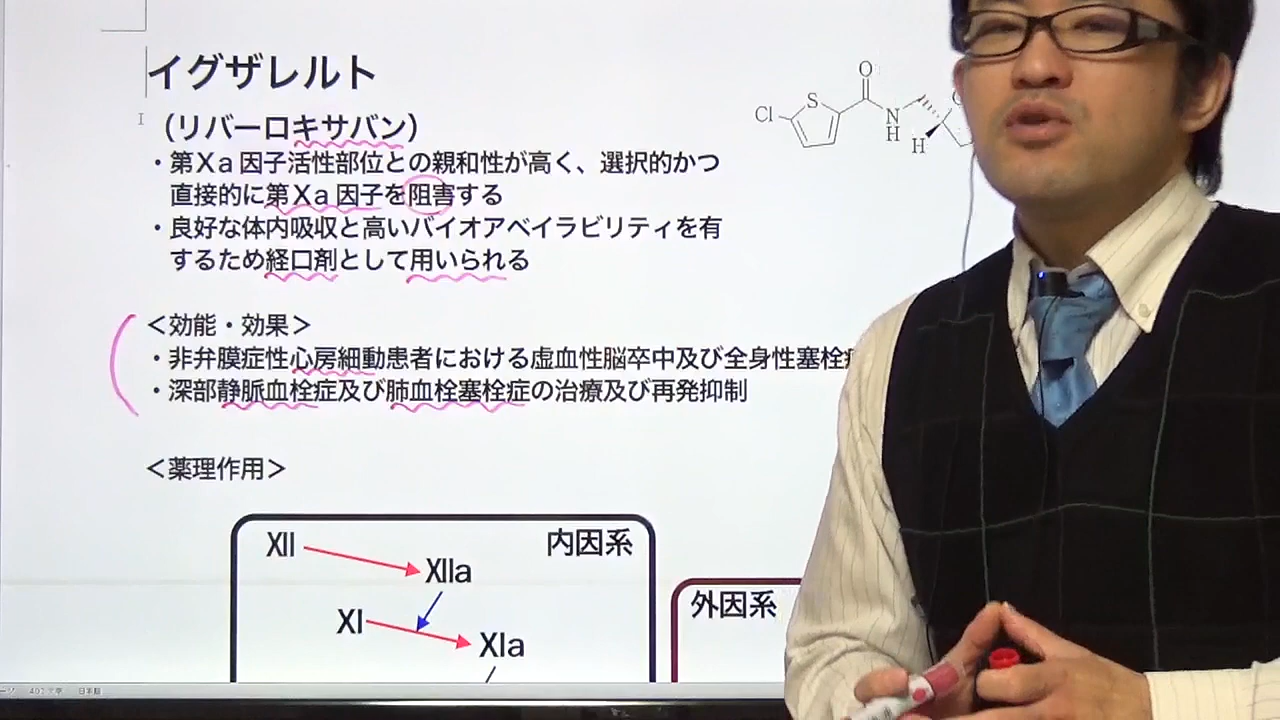 イグザレルト
（リバーロキサバン）
・第Ⅹa因子活性部位との親和性が高く、選択的かつ
直接的に第Ⅹa因子を阻害する
・良好な体内吸収と高いバイオアベイラビリティを有
するため経口剤として用いられる
＜効能・効果＞
・非弁膜症性心房細動患者における虚血性脳卒中及び全身性塞栓
・深部静脈血栓症及び肺血栓塞栓症の治療及び再発抑制
＜薬理作用＞
内因系
Ⅻ
Ⅻa
Ⅺ
Ⅺa
外因系
Cl
S
O
N
H
H
日本語